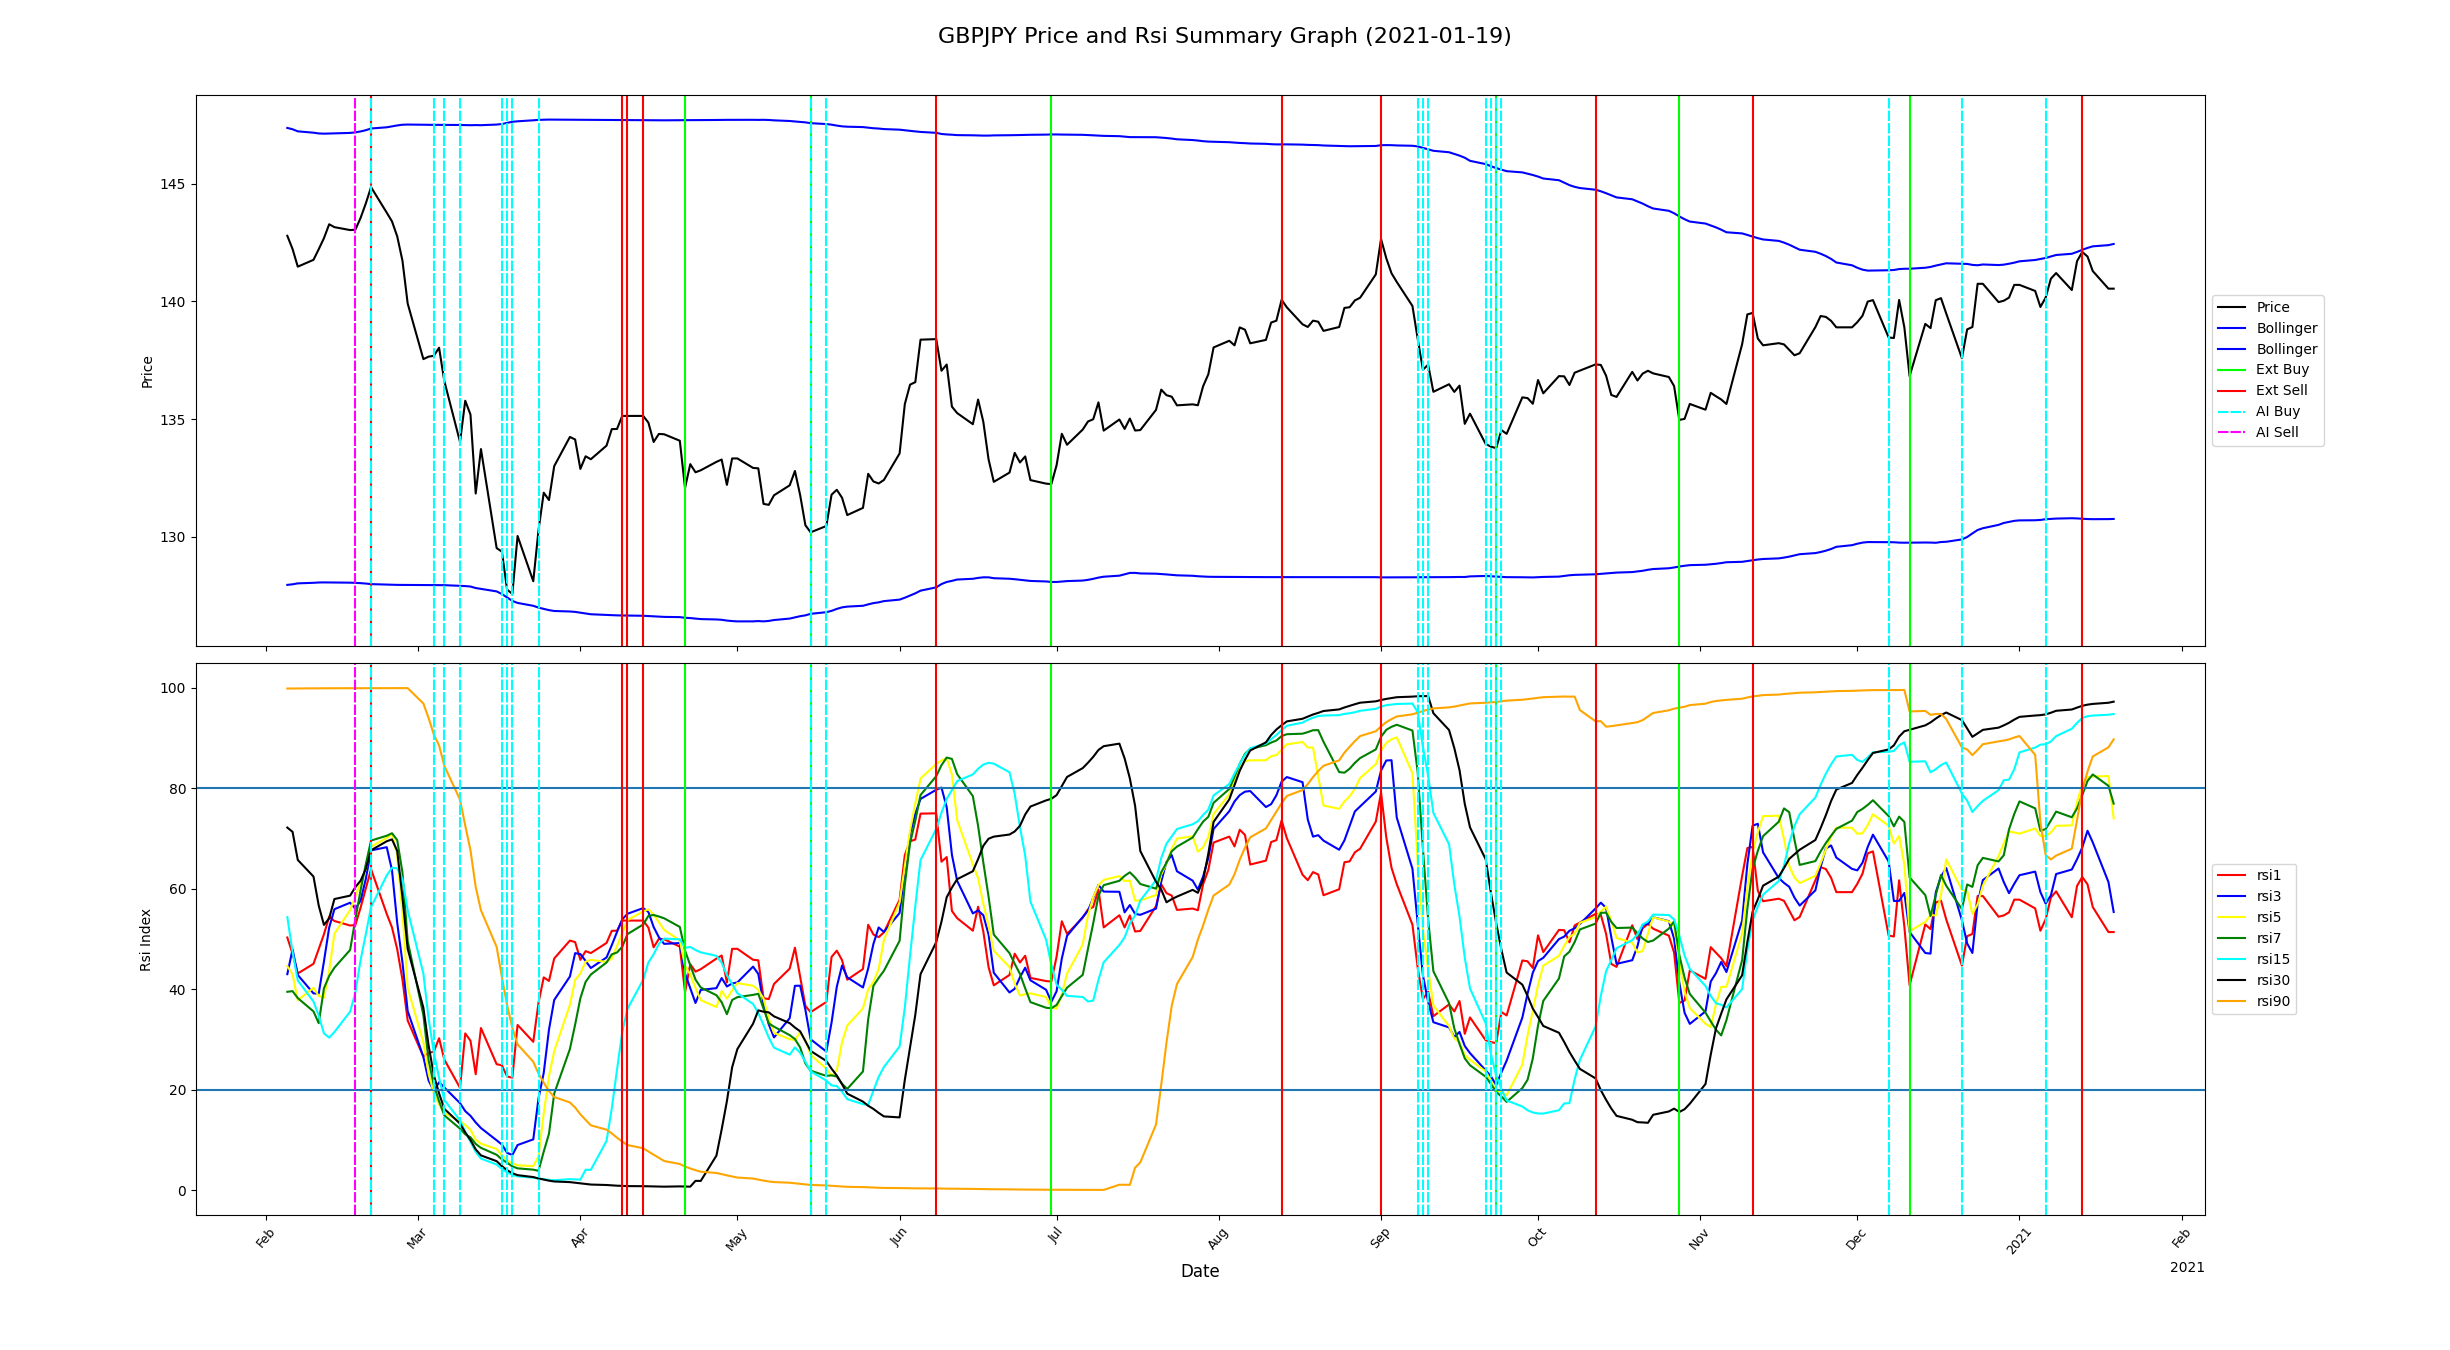 GBPJPY Price and Rsi Summary Graph (2021-01-19)
Price
145
140
135
130
Price
Bollinger
Bollinger
Ext Buy
Ext Sell
AI Buy
AI Sell
Rsi Index
100
80
60
40
20
0
rsi1
rsi3
rsi5
rsi7
rsi15
rsi30
rsi90
Feb Mar Apr May Jun Jul Aug Sep Oct Nov Dec 2021 Feb
Date
2021